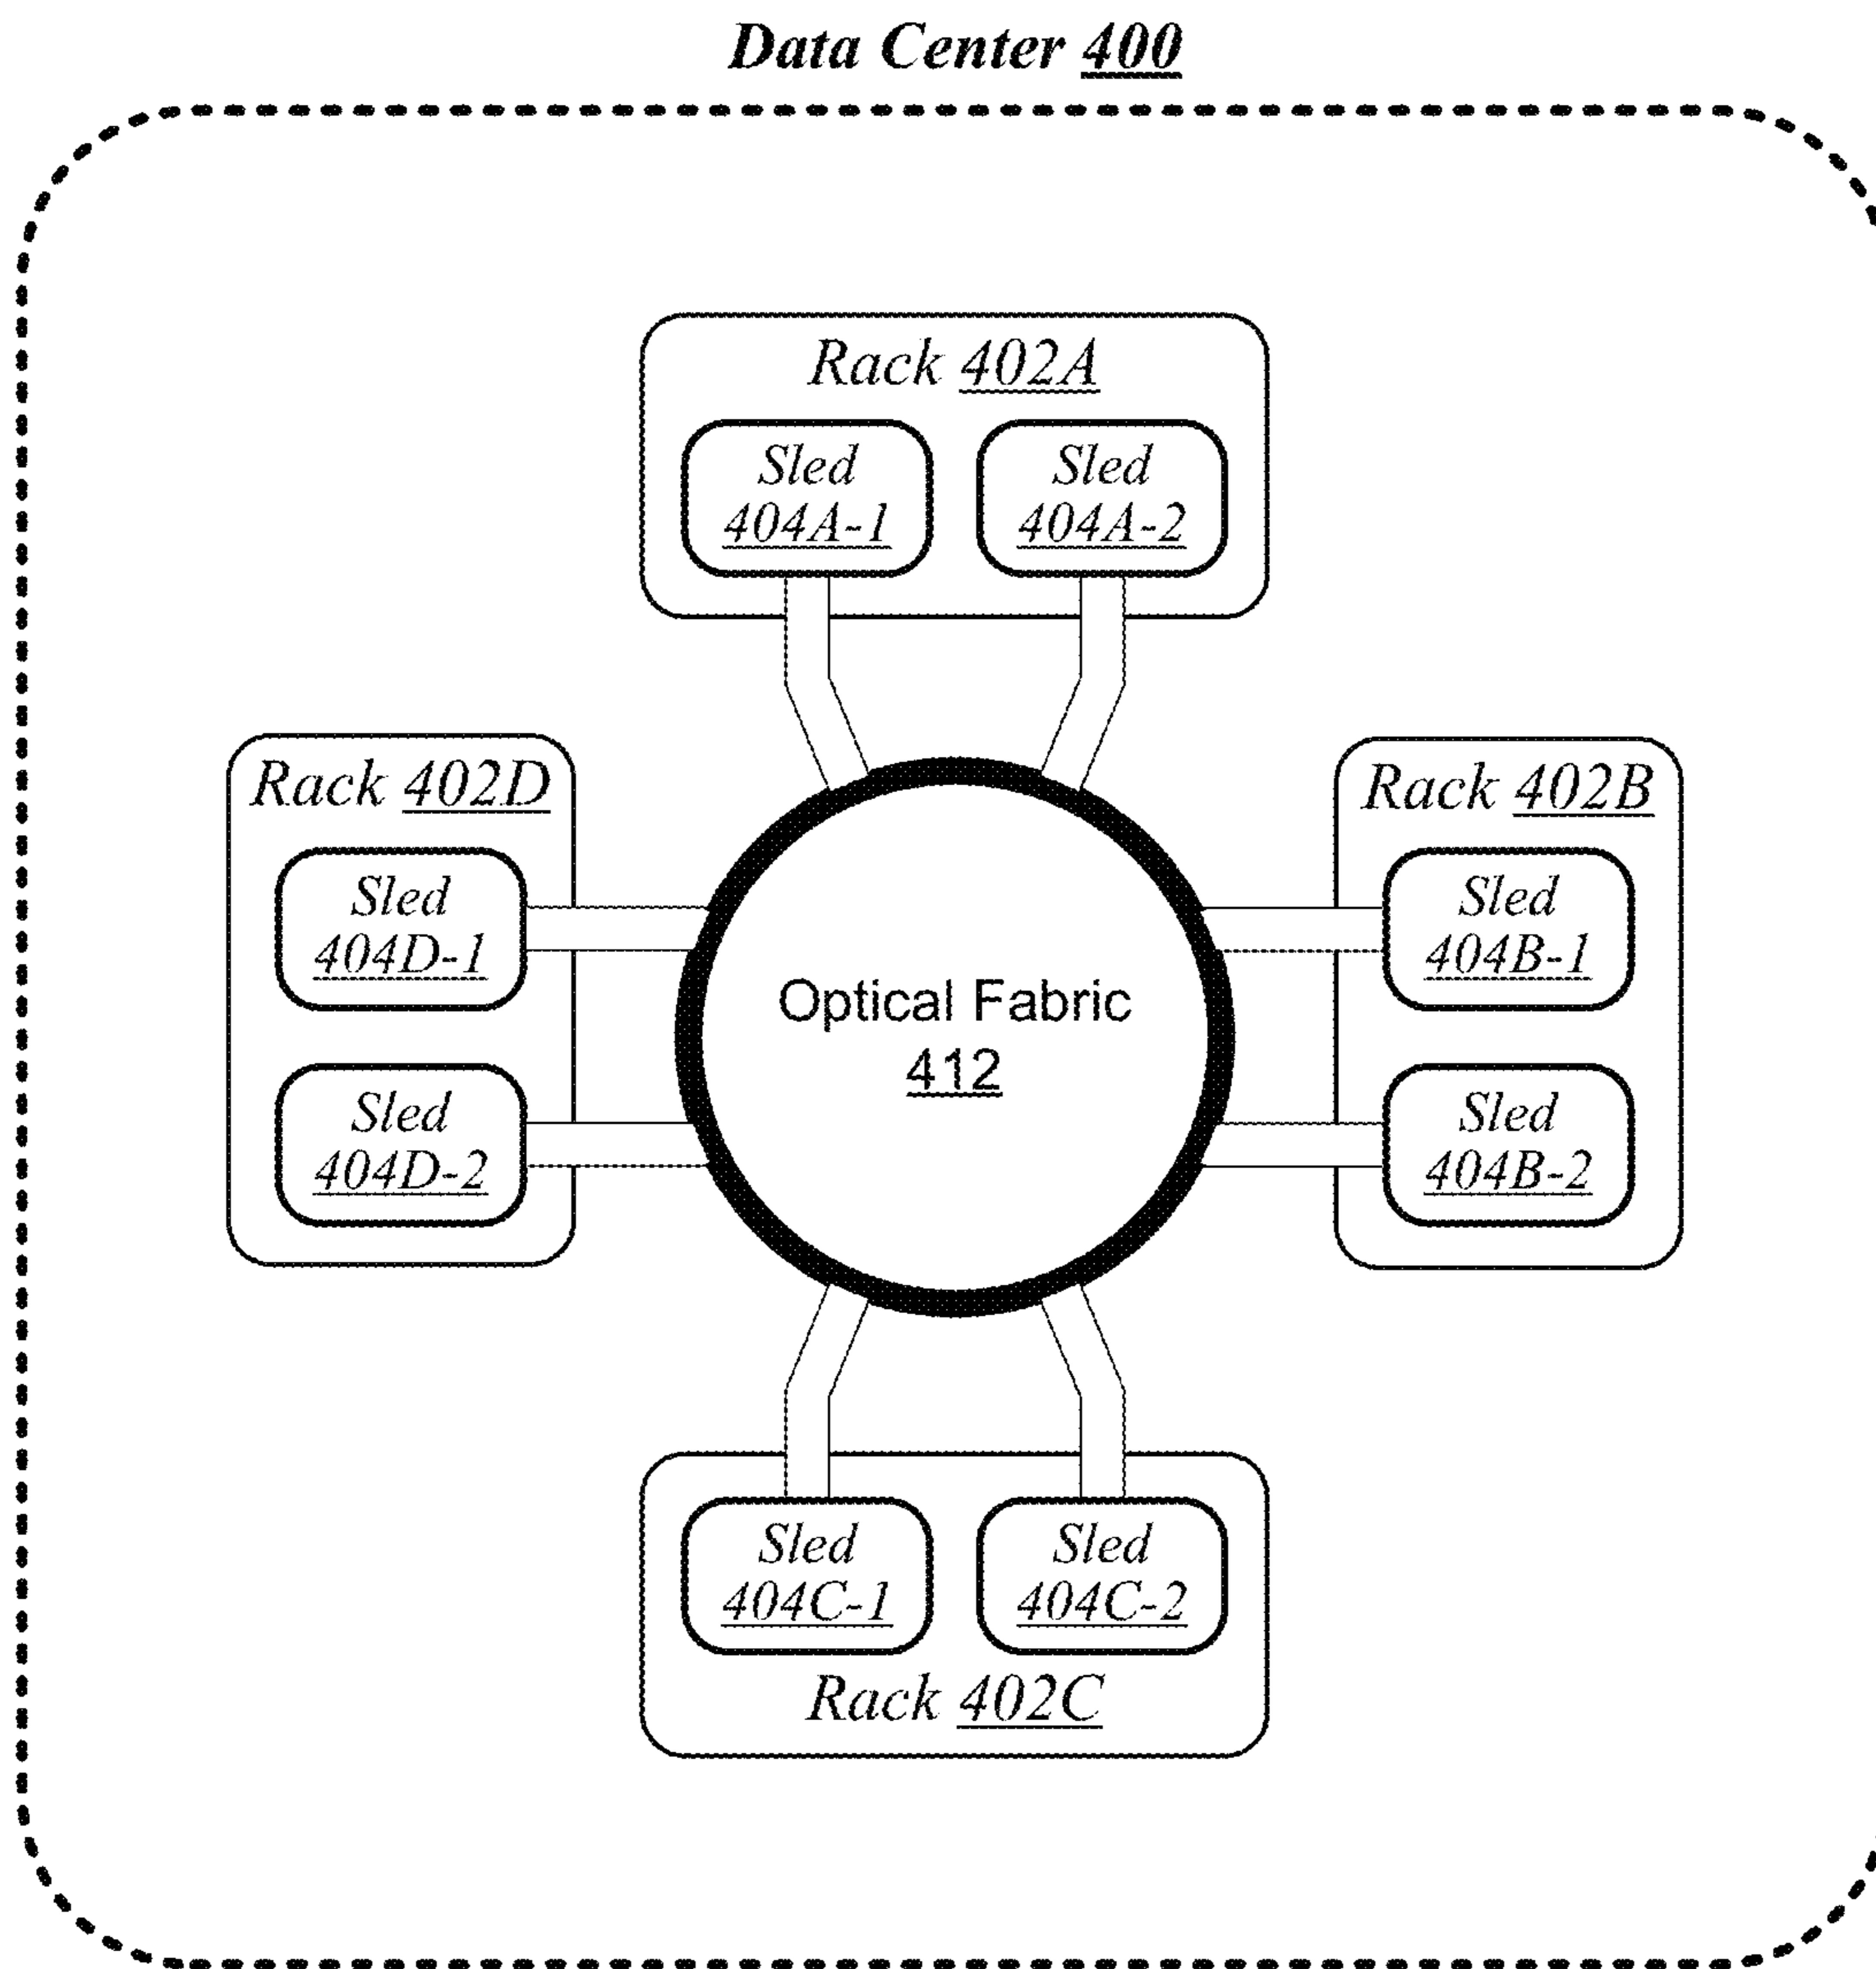 Data Center 400
Rack 402A
Sled
404A-1
Sled
404A-2
Rack 402D
Sled
404D-1
Sled
404D-2
Optical Fabric
412
Rack 402B
Sled
404B-1
Sled
404B-2
Sled
404C-1
Sled
404C-2
Rack 402C